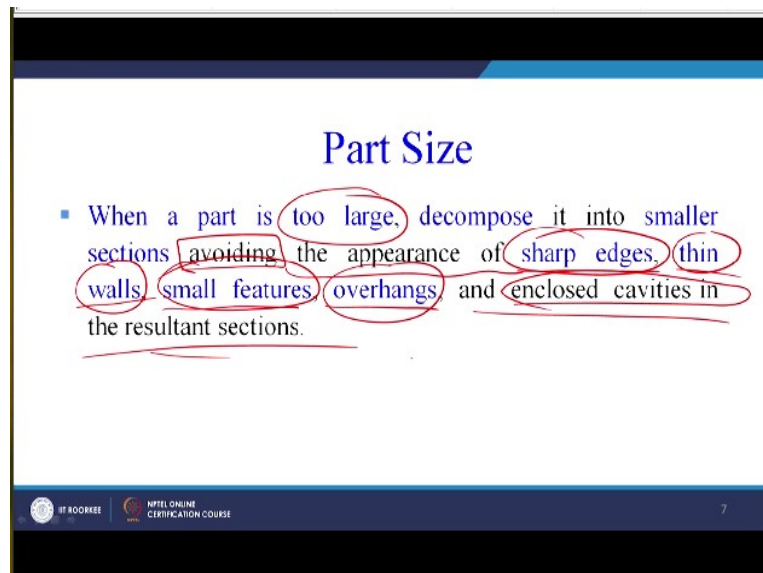 Part Size
▪ When a part is too large, decompose it into smaller
sections avoiding the appearance of sharp edges, thin
walls, small features, overhangs, and enclosed cavities in
the resultant sections.
IIT ROORKEE
NPTEL ONLINE
CERTIFICATION COURSE
7